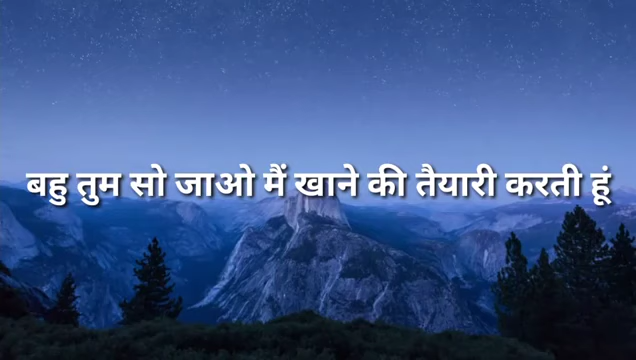 बहु तुम सो जाओ मैं खाने की तैयारी करती हूं